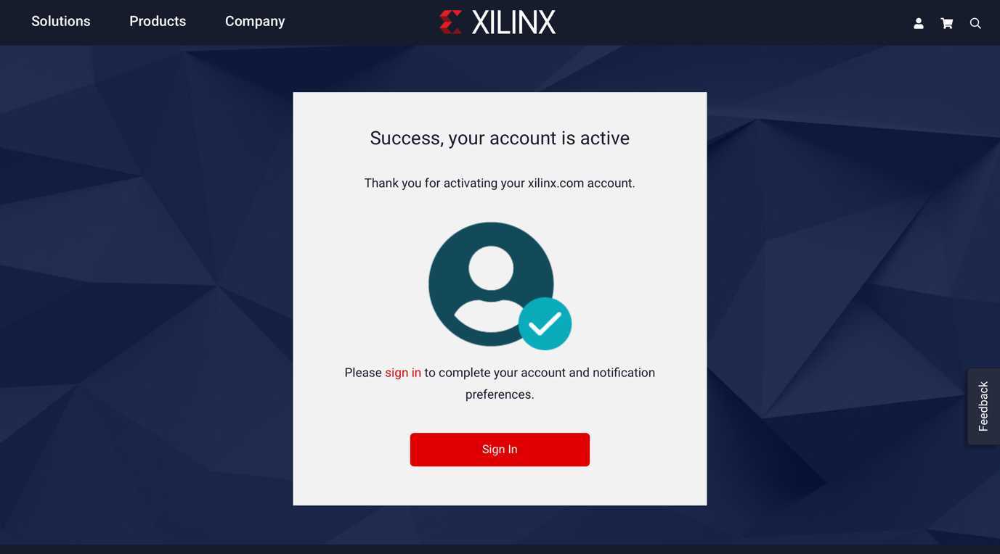 Solutions
Products
Company
XILINX
Success, your account is active
Thank you for activating your xilinx.com account.
Please sign in to complete your account and notification
preferences.
Sign In
Feedback